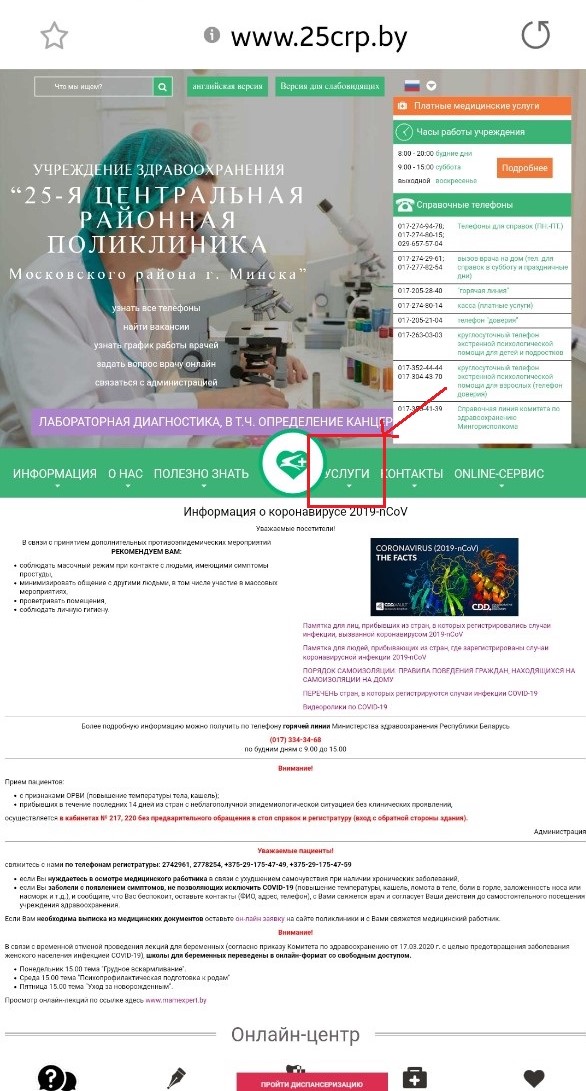 www.25crp.by
Что мы ищем?
английская версия
Версия для слабовидящих
Платные медицинские услуги
Часы работы учреждения
8:00 - 20:00 будние дни
9:00 - 15:00 суббота
выходной воскресенье
Подробнее
Справочные телефоны
017-274-94-78;
017-274-80-15;
029-657-57-04
Телефоны для справок (ПН.-ПТ.)
017-274-29-61;
017-277-82-54
вызов врача на дом (тел. для
справок в субботу и праздничные
дни)
017-205-28-40 "горячая линия"
017-274-80-14 касса (платные услуги)
017-205-21-04 телефон "доверия"
017-263-03-03
круглосуточный телефон
экстренной психологической
помощи для детей и подростков
017-352-44-44
017-304-43-70
круглосуточный телефон
экстренной психологической
помощи для взрослых (телефон
доверия)
Справочная линия комитета по
здравоохранению
Мингорисполкома
УЧРЕЖДЕНИЕ ЗДРАВООХРАНЕНИЯ
“25-Я ЦЕНТРАЛЬНАЯ
РАЙОННАЯ
ПОЛИКЛИНИКА
Московского района г. Минска”
узнать все телефоны
найти вакансии
узнать график работы врачей
задать вопрос врачу онлайн
связаться с администрацией
ЛАБОРАТОРНАЯ ДИАГНОСТИКА, В Т.Ч. ОПРЕДЕЛЕНИЕ КАНЦЕР
ИНФОРМАЦИЯ О НАС ПОЛЕЗНО ЗНАТЬ УСЛУГИ КОНТАКТЫ ONLINE-СЕРВИС
Информация о коронавирусе 2019-nCoV
Уважаемые посетители!
В связи с принятием дополнительных противоэпидемических мероприятий
РЕКОМЕНДУЕМ ВАМ:
соблюдать масочный режим при контакте с людьми, имеющими симптомы
простуды,
минимизировать общение с другими людьми, в том числе участие в массовых
мероприятиях,
проветривать помещения,
соблюдать личную гигиену.
CORONAVIRUS (2019-nCoV)
THE FACTS
CDD VAULT
CDD.
Памятка для лиц, прибывших из стран, в которых регистрировались случаи
инфекции, вызванной коронавирусом 2019-nCoV
Памятка для людей, прибывающих из стран, где зарегистрированы случаи
коронавирусной инфекции 2019-nCoV
ПОРЯДОК САМОИЗОЛЯЦИИ: ПРАВИЛА ПОВЕДЕНИЯ ГРАЖДАН, НАХОДЯЩИХСЯ НА
САМОИЗОЛЯЦИИ НА ДОМУ
ПЕРЕЧЕНЬ стран, в которых регистрируются случаи инфекции COVID-19
Видеоролики по COVID-19
Более подробную информацию можно получить по телефону горячей линии Министерства здравоохранения Республики Беларусь
(017) 334-34-68
по будним дням с 9.00 до 15.00
Внимание!
Прием пациентов:
с признаками ОРВИ (повышение температуры тела, кашель);
прибывших в течение последних 14 дней из стран с неблагополучной эпидемиологической ситуацией без клинических проявлений,
осуществляется в кабинетах № 217, 220 без предварительного обращения в стол справок и регистратуру (вход с обратной стороны здания).
Администрация
Уважаемые пациенты!
свяжитесь с нами по телефонам регистратуры: 2742961, 2778254, +375-29-175-47-49, +375-29-175-47-59
если Вы нуждаетесь в осмотре медицинского работника в связи с ухудшением самочувствия при наличии хронических заболеваний,
если Вы заболели с появлением симптомов, не позволяющих исключить COVID-19 (повышение температуры, кашель, ломота в теле, боли в горле, заложенность носа или
насморк и т.д.), и сообщите, что Вас беспокоит, оставьте контакты (ФИО, адрес, телефон), с Вами свяжется врач и согласует Ваши действия до самостоятельного посещения
учреждения здравоохранения.
Если Вам необходима выписка из медицинских документов оставьте он-лайн заявку на сайте поликлиники и с Вами свяжется медицинский работник.
Внимание!
В связи с временной отменой проведения лекций для беременных (согласно приказу Комитета по здравоохранению от 17.03.2020 г. с целью предотвращения заболевания
женского населения инфекцией COVID-19), школы для беременных переведены в онлайн-формат со свободным доступом.
Понедельник 15.00 тема "Грудное вскармливание".
Среда 15.00 тема "Психопрофилактическая подготовка к родам"
Пятница 15.00 тема "Уход за новорожденным".
Просмотр онлайн-лекций по ссылке здесь www.mamexpert.by
Онлайн-центр
ПРОЙТИ ДИСПАНСЕРИЗАЦИЮ